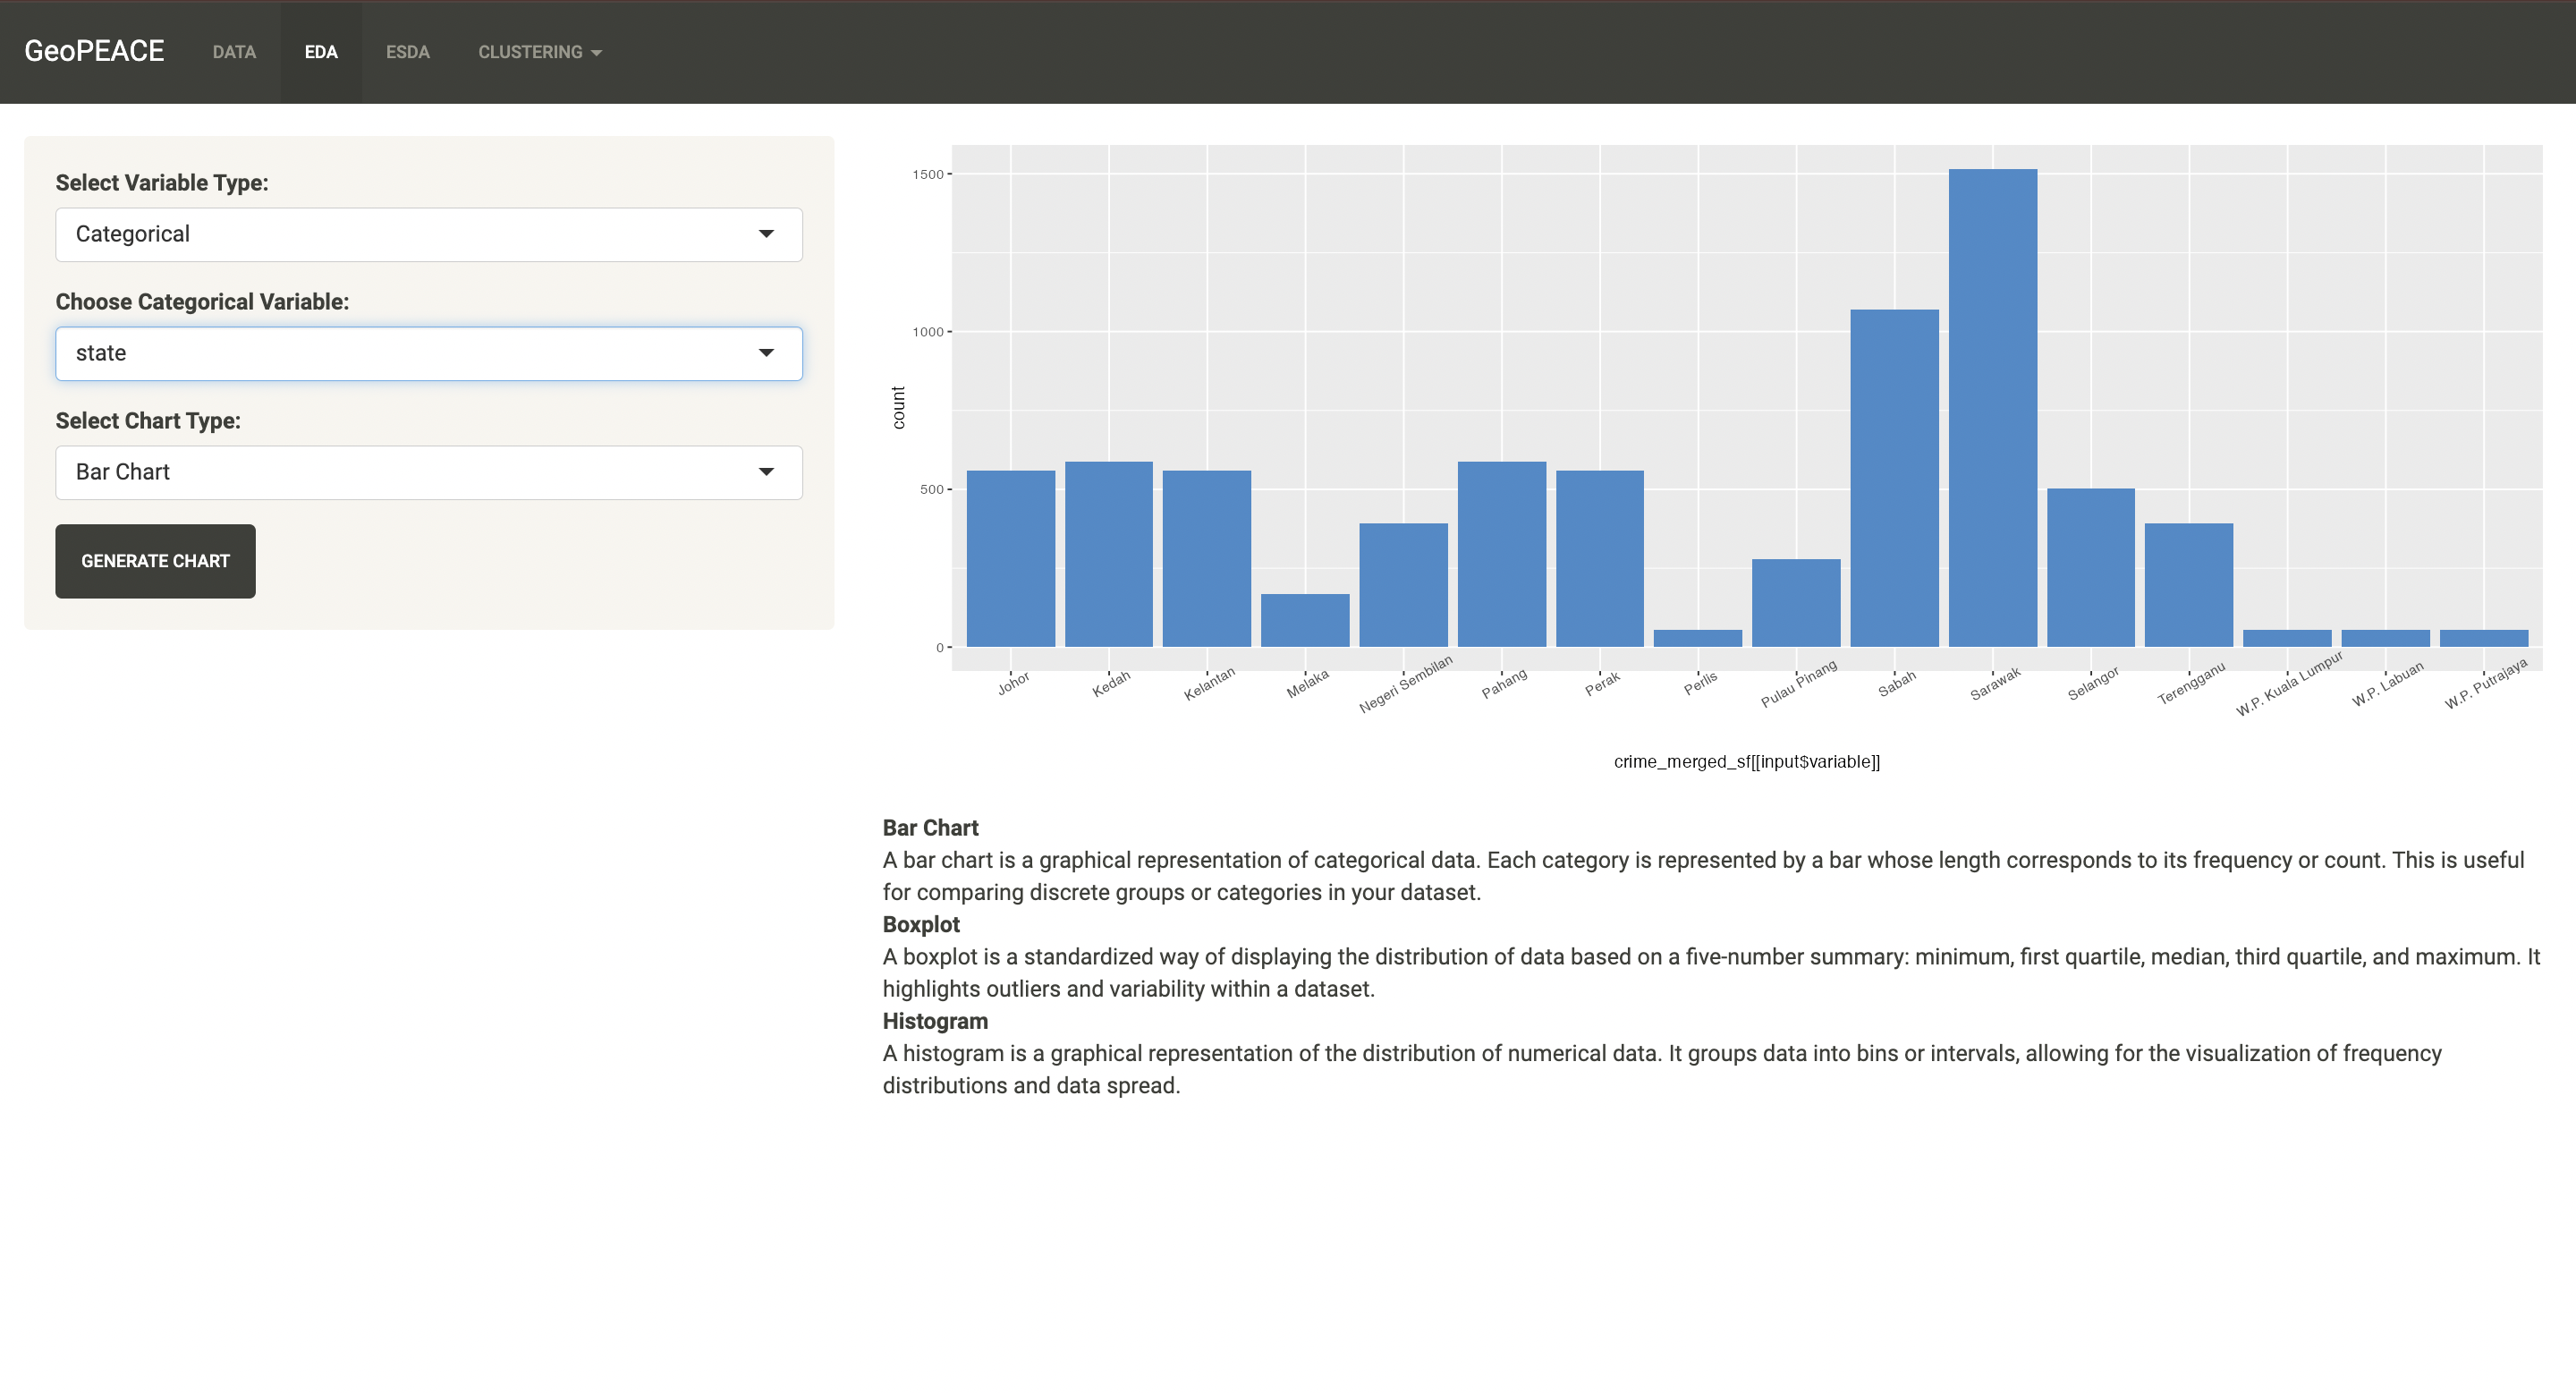 GeoPEACE DATA EDA ESDA CLUSTERING
Select Variable Type:
Categorical
Choose Categorical Variable:
state
Select Chart Type:
Bar Chart
GENERATE CHART
1500
1000
500
0
count
Johor Kedah Kelantan Melaka Negeri Sembilan Pahang Perak Perlis Pulau Pinang Sabah Sarawak Selangor Terengganu W.P. Kuala Lumpur W.P. Labuan W.P. Putrajaya
crime_merged_sf[[input$variable]]
Bar Chart
A bar chart is a graphical representation of categorical data. Each category is represented by a bar whose length corresponds to its frequency or count. This is useful
for comparing discrete groups or categories in your dataset.
Boxplot
A boxplot is a standardized way of displaying the distribution of data based on a five-number summary: minimum, first quartile, median, third quartile, and maximum. It
highlights outliers and variability within a dataset.
Histogram
A histogram is a graphical representation of the distribution of numerical data. It groups data into bins or intervals, allowing for the visualization of frequency
distributions and data spread.